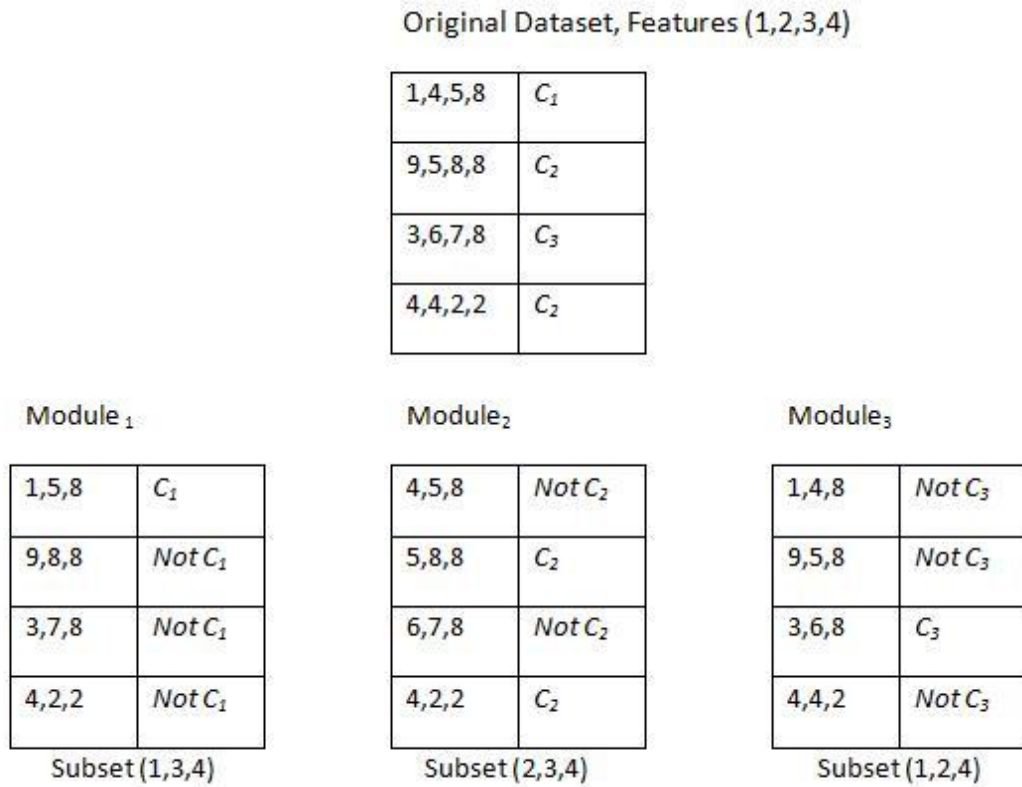 Original Dataset, Features (1,2,3,4)
1,4,5,8 C₁
9,5,8,8 C₂
3,6,7,8 C₃
4,4,2,2 C₂
Module ₁ Module₂ Module₃
1,5,8 C₁ 4,5,8 Not C₂ 1,4,8 Not C₃
9,8,8 Not C₁ 5,8,8 C₂ 9,5,8 Not C₃
3,7,8 Not C₁ 6,7,8 Not C₂ 3,6,8 C₃
4,2,2 Not C₁ 4,2,2 C₂ 4,4,2 Not C₃
Subset (1,3,4) Subset (2,3,4) Subset (1,2,4)